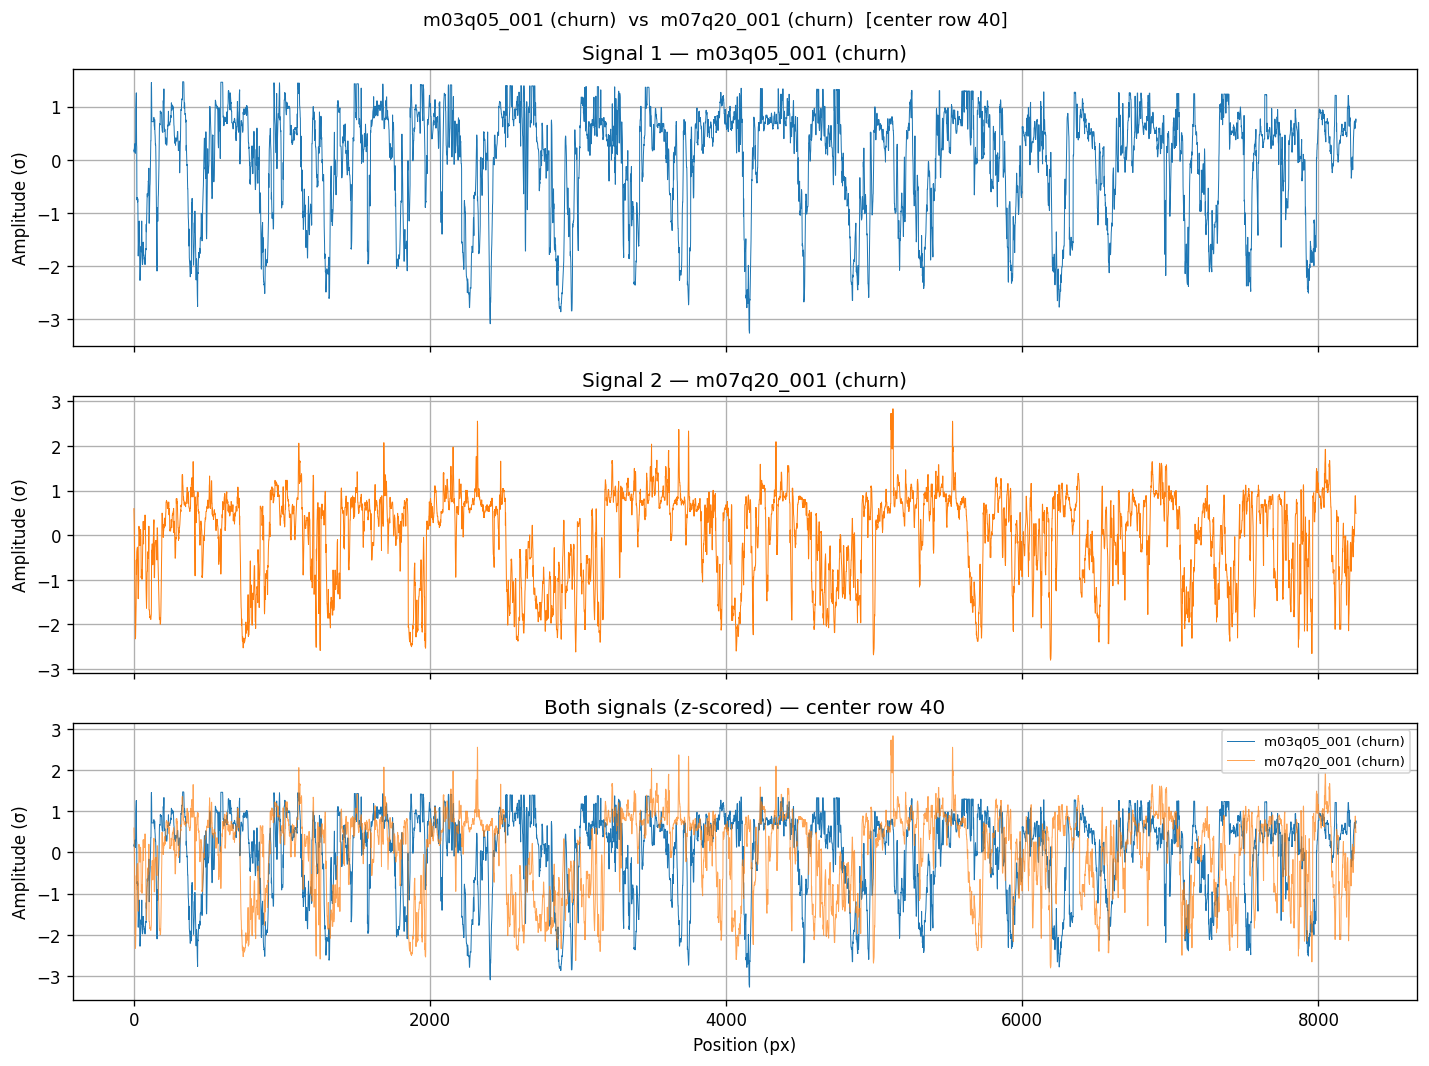 m03q05_001 (churn)  vs  m07q20_001 (churn)  [center row 40]
Signal 1 — m03q05_001 (churn)
Amplitude (σ)
1
0
−1
−2
−3
Signal 2 — m07q20_001 (churn)
Amplitude (σ)
3
2
1
0
−1
−2
−3
Both signals (z-scored) — center row 40
Amplitude (σ)
3
2
1
0
−1
−2
−3
m03q05_001 (churn)
m07q20_001 (churn)
0
2000
4000
6000
8000
Position (px)